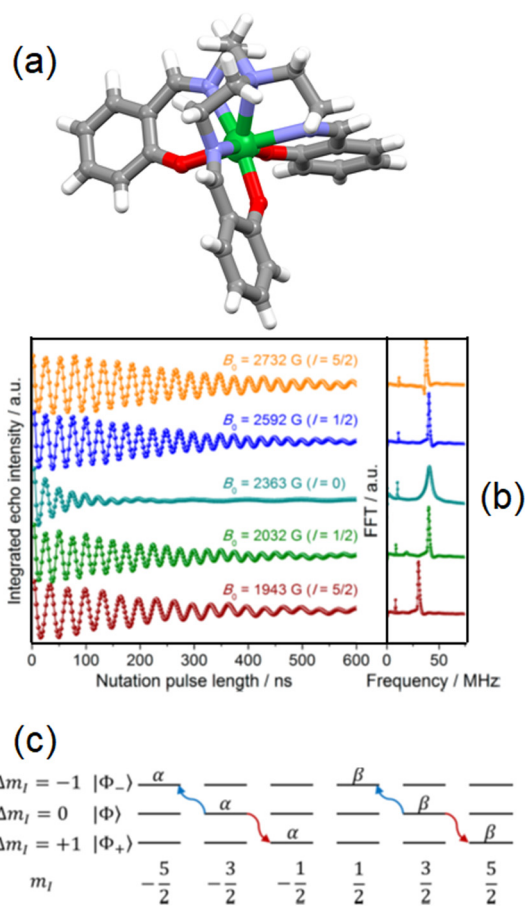 (a)
Integrated echo intensity / a.u.
B₀ = 2732 G (I = 5/2)
B₀ = 2592 G (I = 1/2)
B₀ = 2363 G (I = 0)
B₀ = 2032 G (I = 1/2)
B₀ = 1943 G (I = 5/2)
FFT / a.u.
(b)
0 100 200 300 400 500 600 0 50
Nutation pulse length / ns Frequency / MHz
(c)
Δm_I = −1 |Φ₋⟩ α β
Δm_I = 0 |Φ⟩ α β
Δm_I = +1 |Φ₊⟩ α β
m_I −5/2 −3/2 −1/2 1/2 3/2 5/2